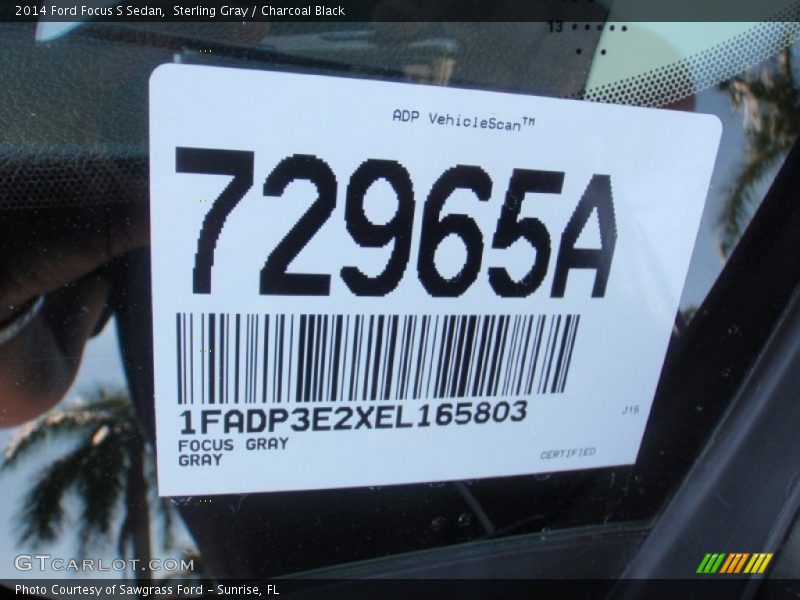 2014 Ford Focus S Sedan, Sterling Gray / Charcoal Black
13
ADP VehicleScan™
72965A
1FADP3E2XEL165803
FOCUS GRAY
GRAY
J15
CERTIFIED
GTCARLOT.COM
Photo Courtesy of Sawgrass Ford - Sunrise, FL